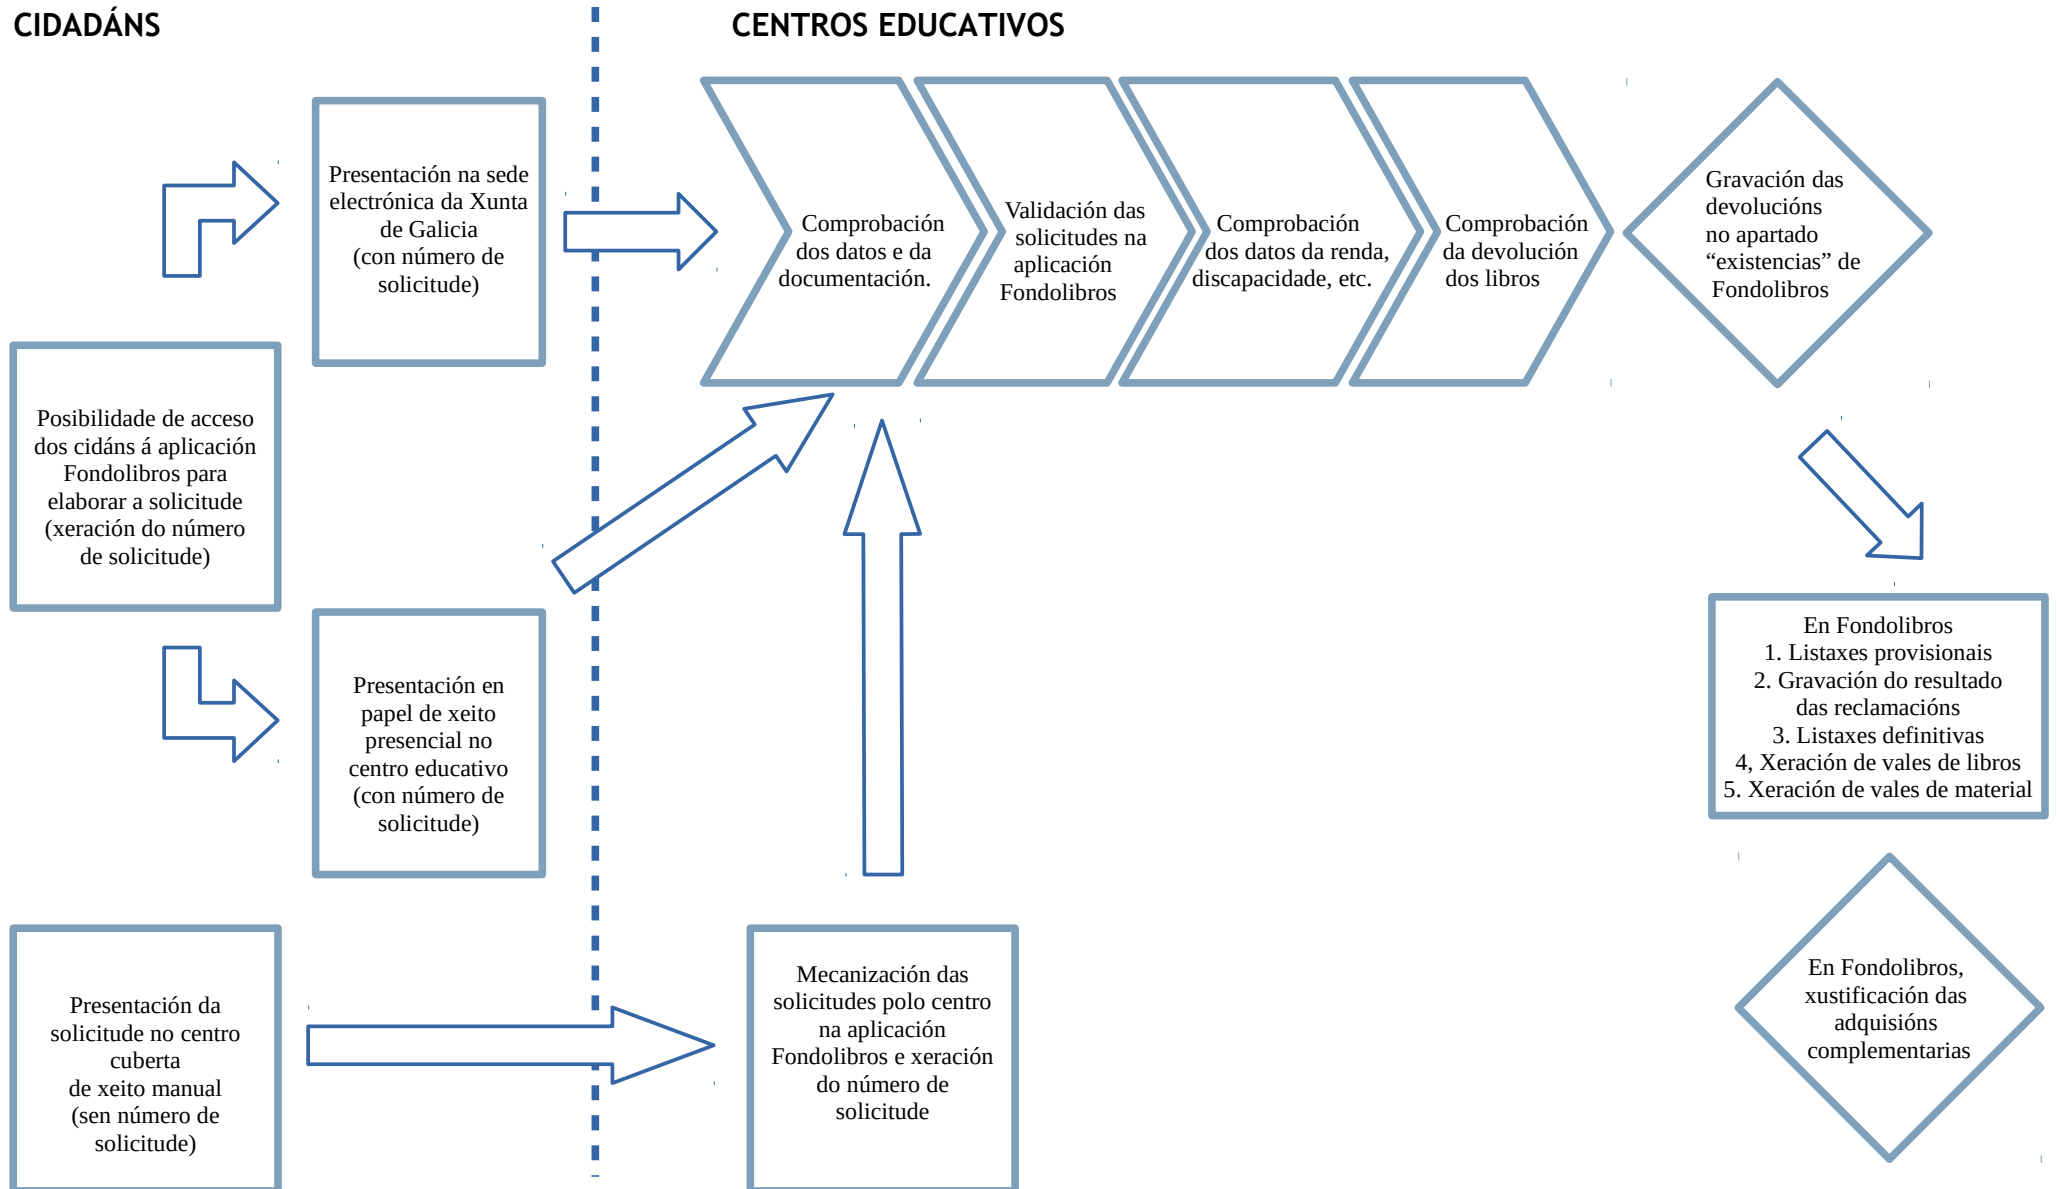 CIDADÁNS
CENTROS EDUCATIVOS
Presentación na sede
electrónica da Xunta
de Galicia
(con número de
solicitude)
Posibilidade de acceso
dos cidáns á aplicación
Fondolibros para
elaborar a solicitude
(xeración do número
de solicitude)
Presentación en
papel de xeito
presencial no
centro educativo
(con número de
solicitude)
Presentación da
solicitude no centro
cuberta
de xeito manual
(sen número de
solicitude)
Comprobación
dos datos e da
documentación.
Validación das
solicitudes na
aplicación
Fondolibros
Comprobación
dos datos da renda,
discapacidade, etc.
Comprobación
da devolución
dos libros
Gravación das
devolucións
no apartado
“existencias” de
Fondolibros
Mecanización das
solicitudes polo centro
na aplicación
Fondolibros e xeración
do número de
solicitude
En Fondolibros
1. Listaxes provisionais
2. Gravación do resultado
das reclamacións
3. Listaxes definitivas
4, Xeración de vales de libros
5. Xeración de vales de material
En Fondolibros,
xustificación das
adquisións
complementarias